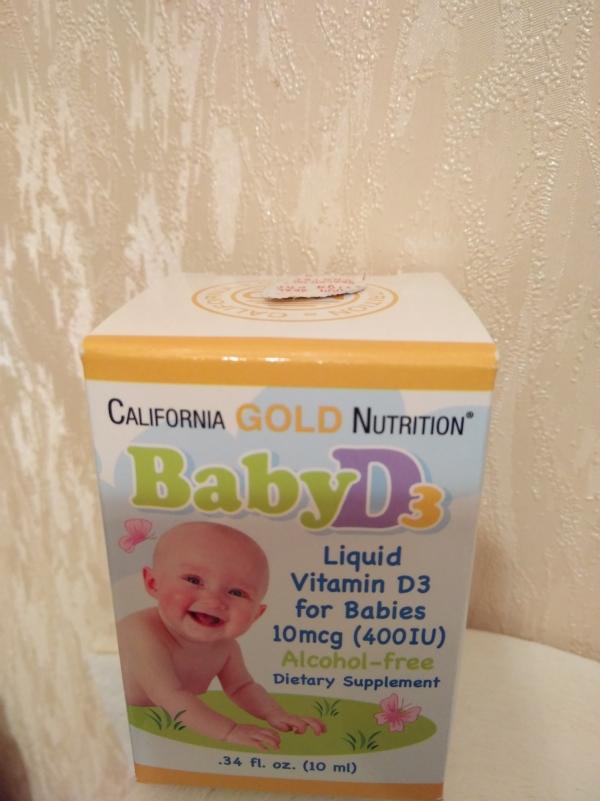 CALIFORNIA GOLD NUTRITION®
BabyD3
Liquid
Vitamin D3
for Babies
10mcg (400IU)
Alcohol-free
Dietary Supplement
.34 fl. oz. (10 ml)